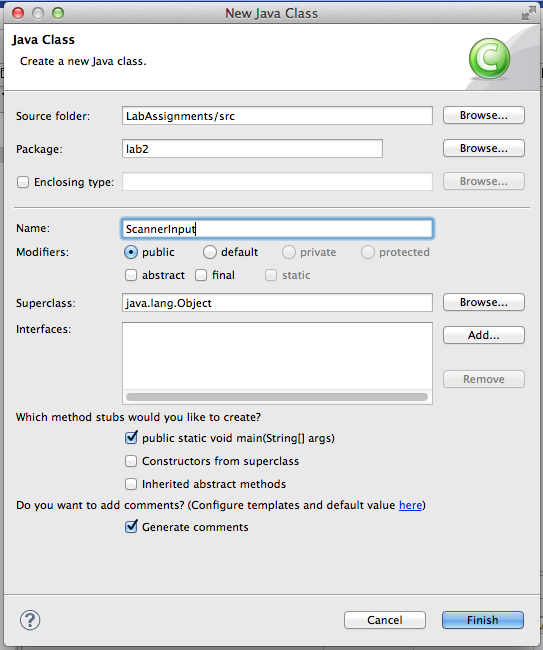 New Java Class
Java Class
Create a new Java class.
Source folder: LabAssignments/src Browse...
Package: lab2 Browse...
Enclosing type: Browse...
Name: ScannerInput
Modifiers: public default private protected
abstract final static
Superclass: java.lang.Object Browse...
Interfaces: Add...
Remove
Which method stubs would you like to create?
public static void main(String[] args)
Constructors from superclass
Inherited abstract methods
Do you want to add comments? (Configure templates and default value here)
Generate comments
? Cancel Finish